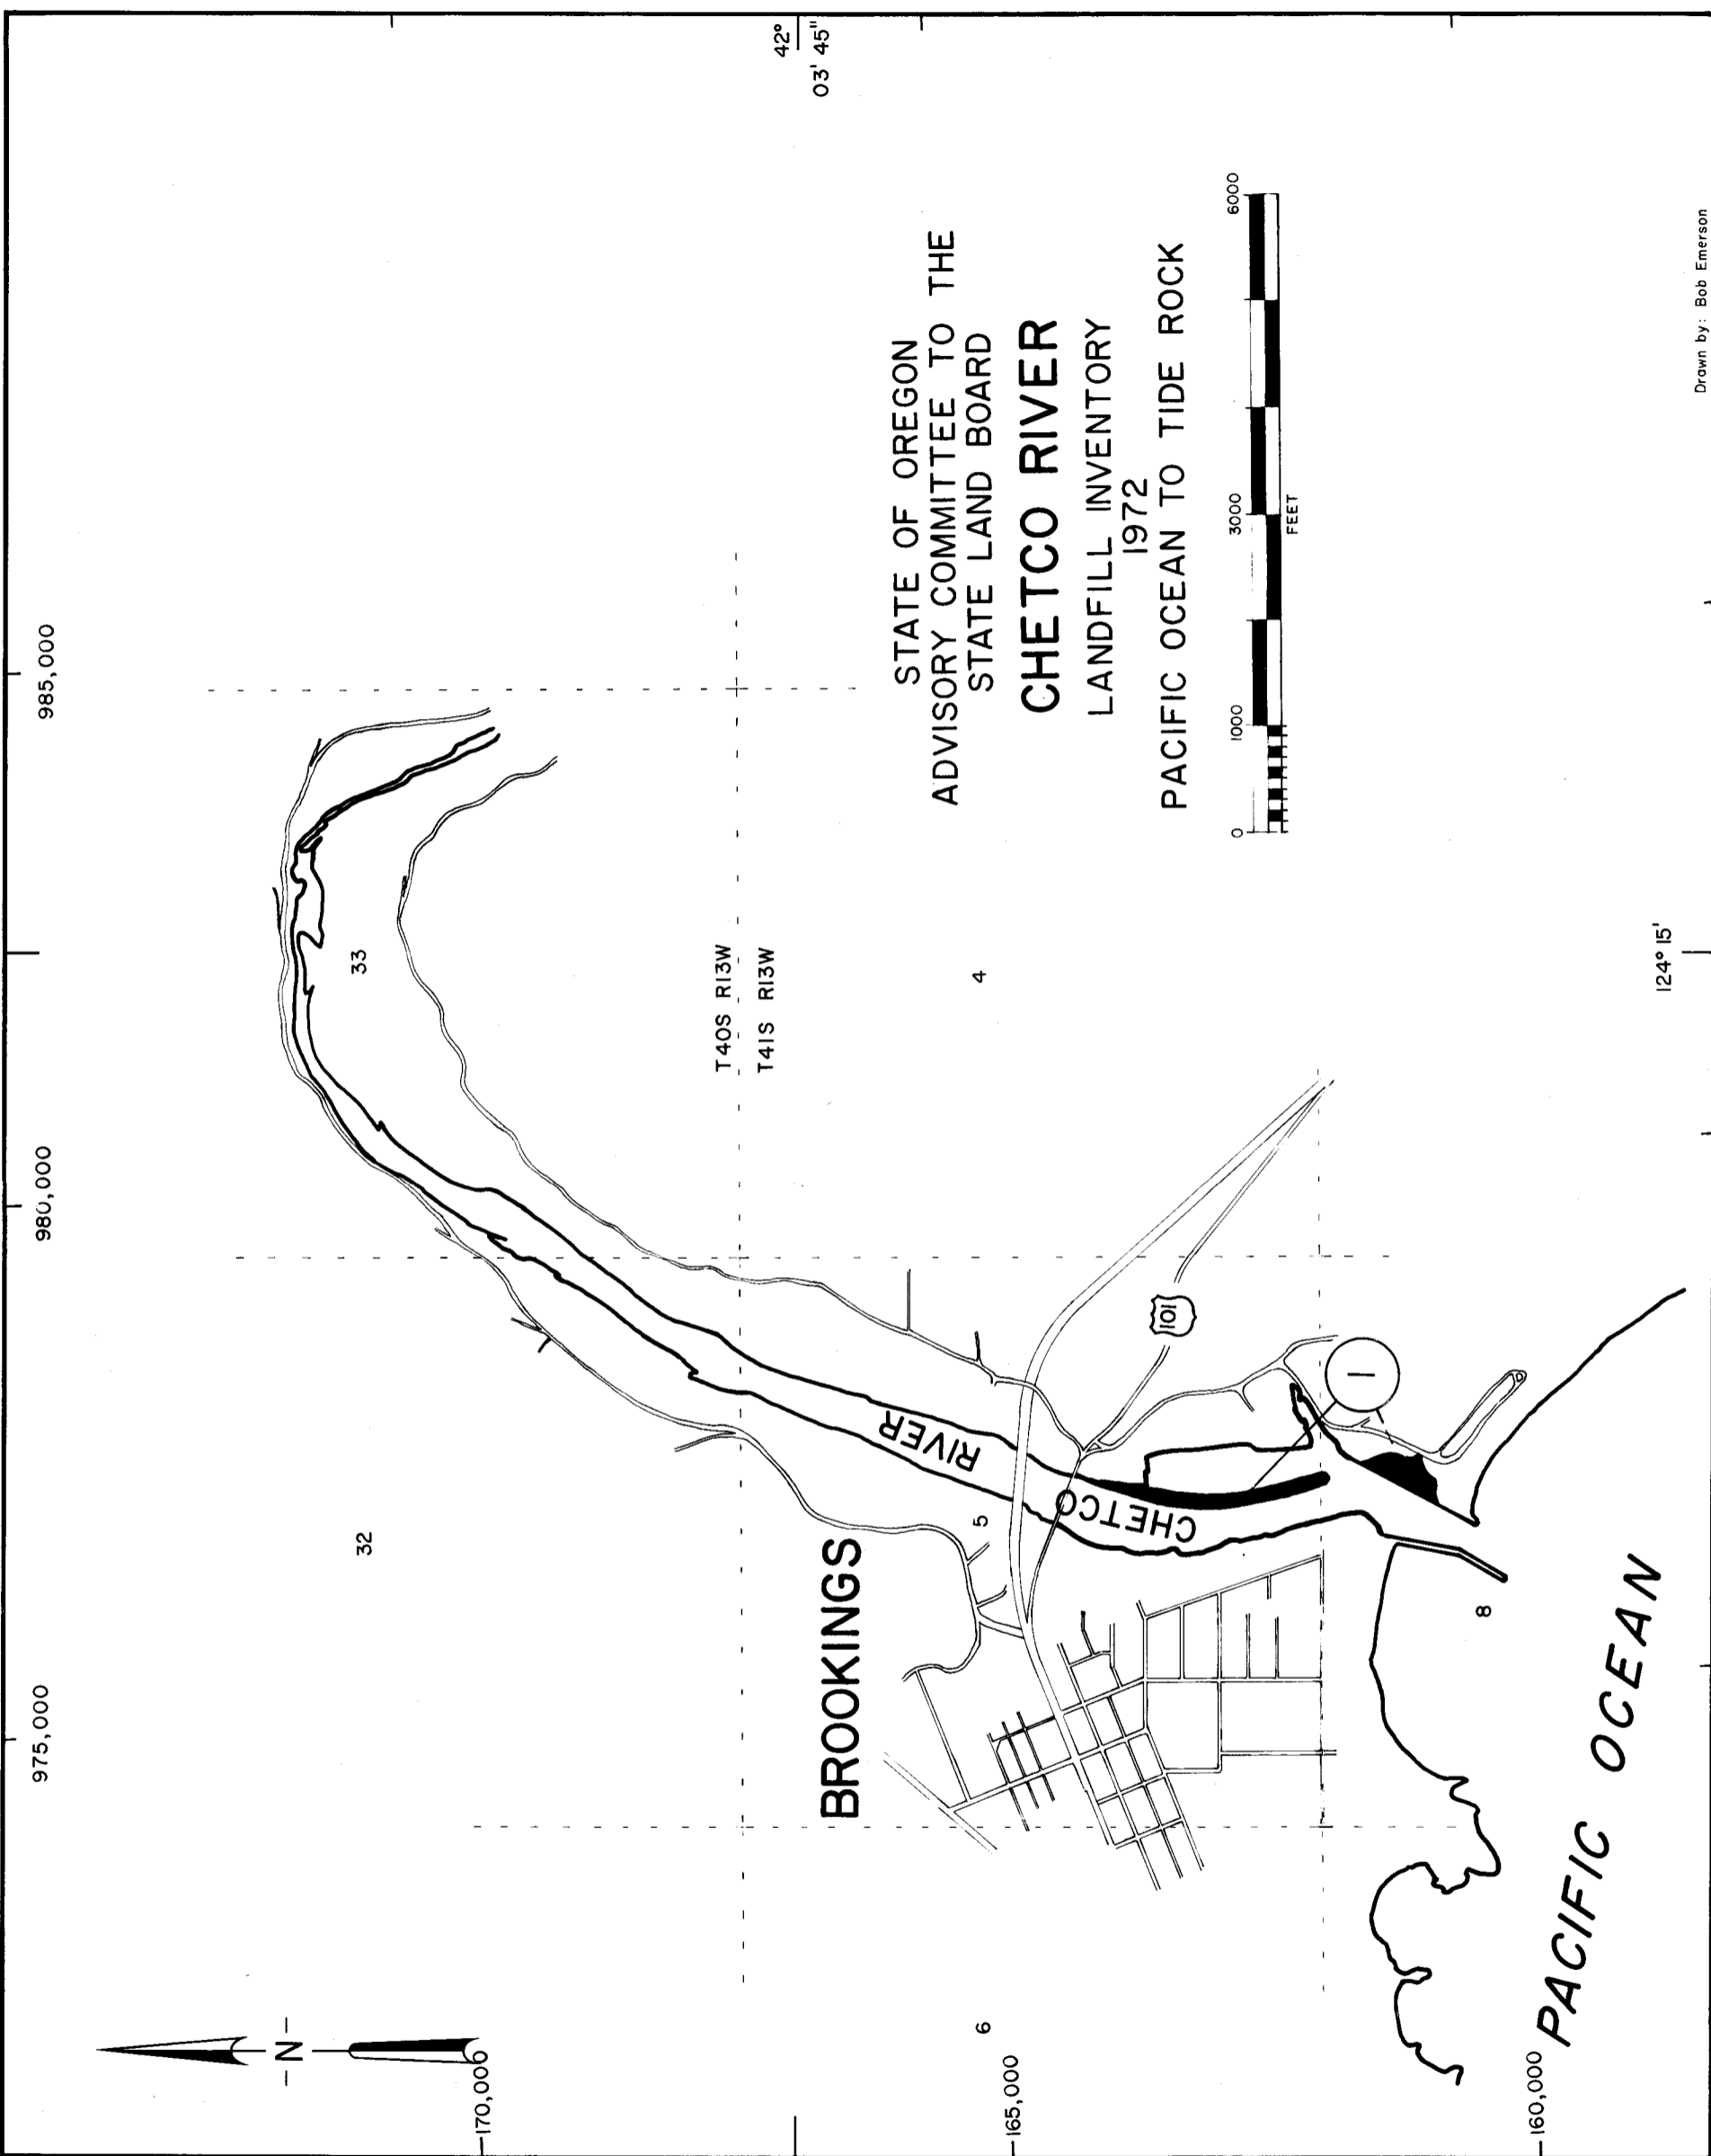 975,000
980,000
985,000
-N-
170,000
165,000
160,000
32
33
T40S R13W
T41S R13W
42°
03' 45"
BROOKINGS
5
4
6
8
CHETCO
RIVER
101
1
STATE OF OREGON
ADVISORY COMMITTEE TO THE
STATE LAND BOARD
CHETCO RIVER
LANDFILL INVENTORY
1972
PACIFIC OCEAN TO TIDE ROCK
0 1000 3000 6000
FEET
PACIFIC OCEAN
124° 15'
Drawn by: Bob Emerson